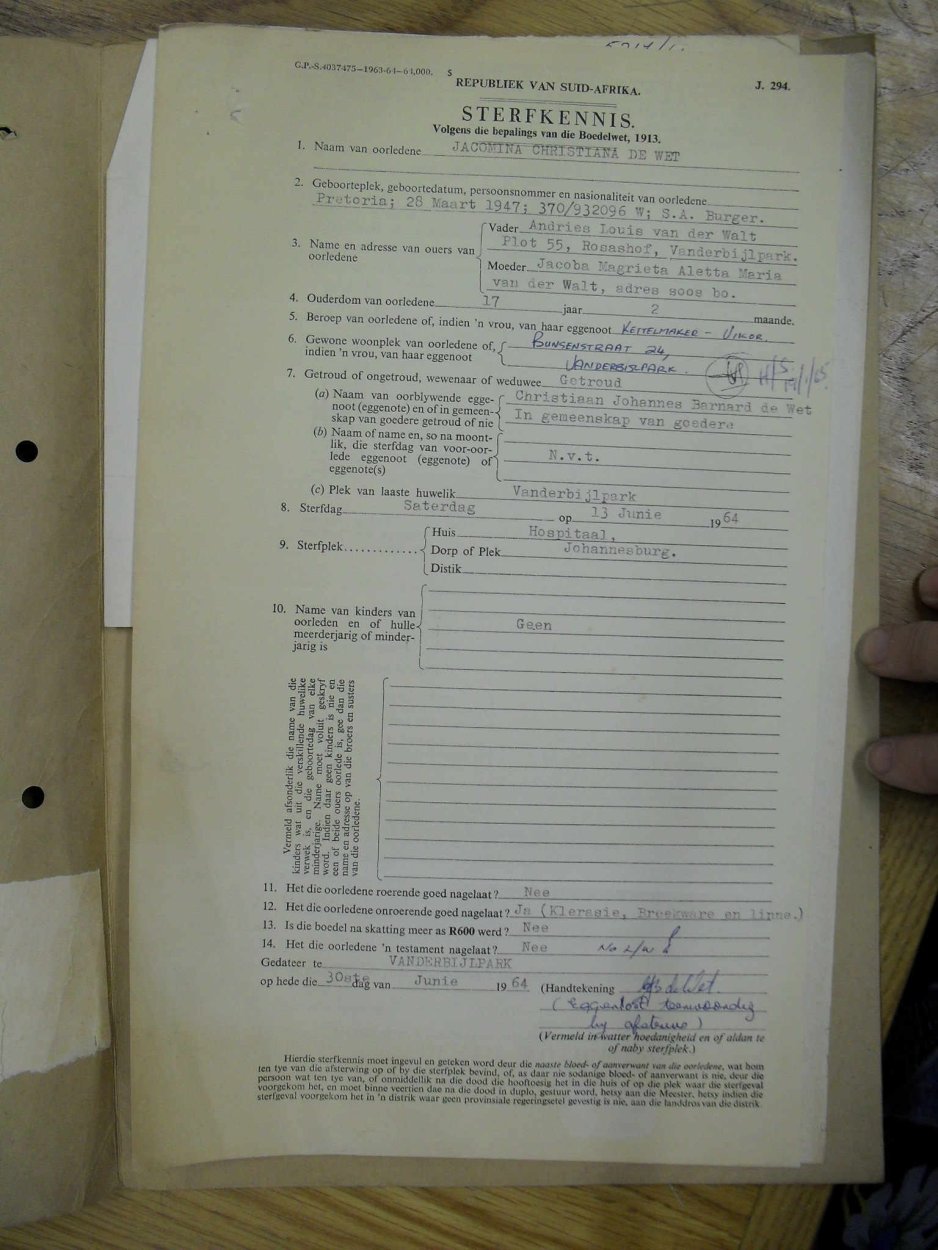 G.P.-S.4037475—1963-64—64,000. S
REPUBLIEK VAN SUID-AFRIKA.
J. 294.
STERFKENNIS.
Volgens die bepalings van die Boedelwet, 1913.
1. Naam van oorledene JACOMINA CHRISTIANA DE WET
2. Geboorteplek, geboortedatum, persoonsnommer en nasionaliteit van oorledene
Pretoria; 28 Maart 1947; 370/932096 W; S.A. Burger.
3. Name en adresse van ouers van oorledene
Vader Andries Louis van der Walt
Plot 55, Rosashof, Vanderbijlpark.
Moeder Jacoba Magrieta Aletta Maria
van der Walt, adres soos bo.
4. Ouderdom van oorledene 17 jaar 2 maande.
5. Beroep van oorledene of, indien 'n vrou, van haar eggenoot KETELMAKER - VIKOR.
6. Gewone woonplek van oorledene of, BUNSENSTRAAT 24,
indien 'n vrou, van haar eggenoot VANDERBIJLPARK.
7. Getroud of ongetroud, wewenaar of weduwee Getroud
(a) Naam van oorblywende egge- Christiaan Johannes Barnard de Wet
noot (eggenote) en of in gemeen- In gemeenskap van goedere
skap van goedere getroud of nie
(b) Naam of name en, so na moont-
lik, die sterfdag van voor-oor-
lede eggenoot (eggenote) of N.v.t.
eggenote(s)
(c) Plek van laaste huwelik Vanderbijlpark
8. Sterfdag Saterdag op 13 Junie 1964
9. Sterfplek............
Huis Hospitaal,
Dorp of Plek Johannesburg.
Distik
10. Name van kinders van
oorleden en of hulle Geen
meerderjarig of minder-
jarig is
Vermeld afsonderlik die name van die
kinders wat uit die verskillende huwelike
verwek is, en die geboortedag van elke
minderjarige. Name moet voluit geskryf
word. Indien daar geen kinders is nie en
een of beide ouers oorlede is, gee dan die
name en adresse op van die broers en susters
van die oorledene.
11. Het die oorledene roerende goed nagelaat? Nee
12. Het die oorledene onroerende goed nagelaat? Ja (Klerasie, Breekware en linne.)
13. Is die boedel na skatting meer as R600 werd? Nee
14. Het die oorledene 'n testament nagelaat? Nee
Gedateer te VANDERBIJLPARK
op hede die 30ste dag van Junie 1964 (Handtekening de Wet.
(Eggenoot teenwoordig
by afsterwe)
(Vermeld in watter hoedanigheid en of aldan te
of naby sterfplek.)
Hierdie sterfkennis moet ingevul en geteken word deur die naaste bloed- of aanverwant van die oorledene, wat hom
ten tye van die afsterwing op of by die sterfplek bevind, of, as daar nie sodanige bloed- of aanverwant is nie, deur die
persoon wat ten tye van, of onmiddellik na die dood die hooftoesig het in die huis of op die plek waar die sterfgeval
voorgekom het, en moet binne veertien dae na die dood in duplo, gestuur word, hetsy aan die Meester, hetsy indien die
sterfgeval voorgekom het in 'n distrik waar geen provinsiale regeringsetel gevestig is nie, aan die landdros van die distrik.